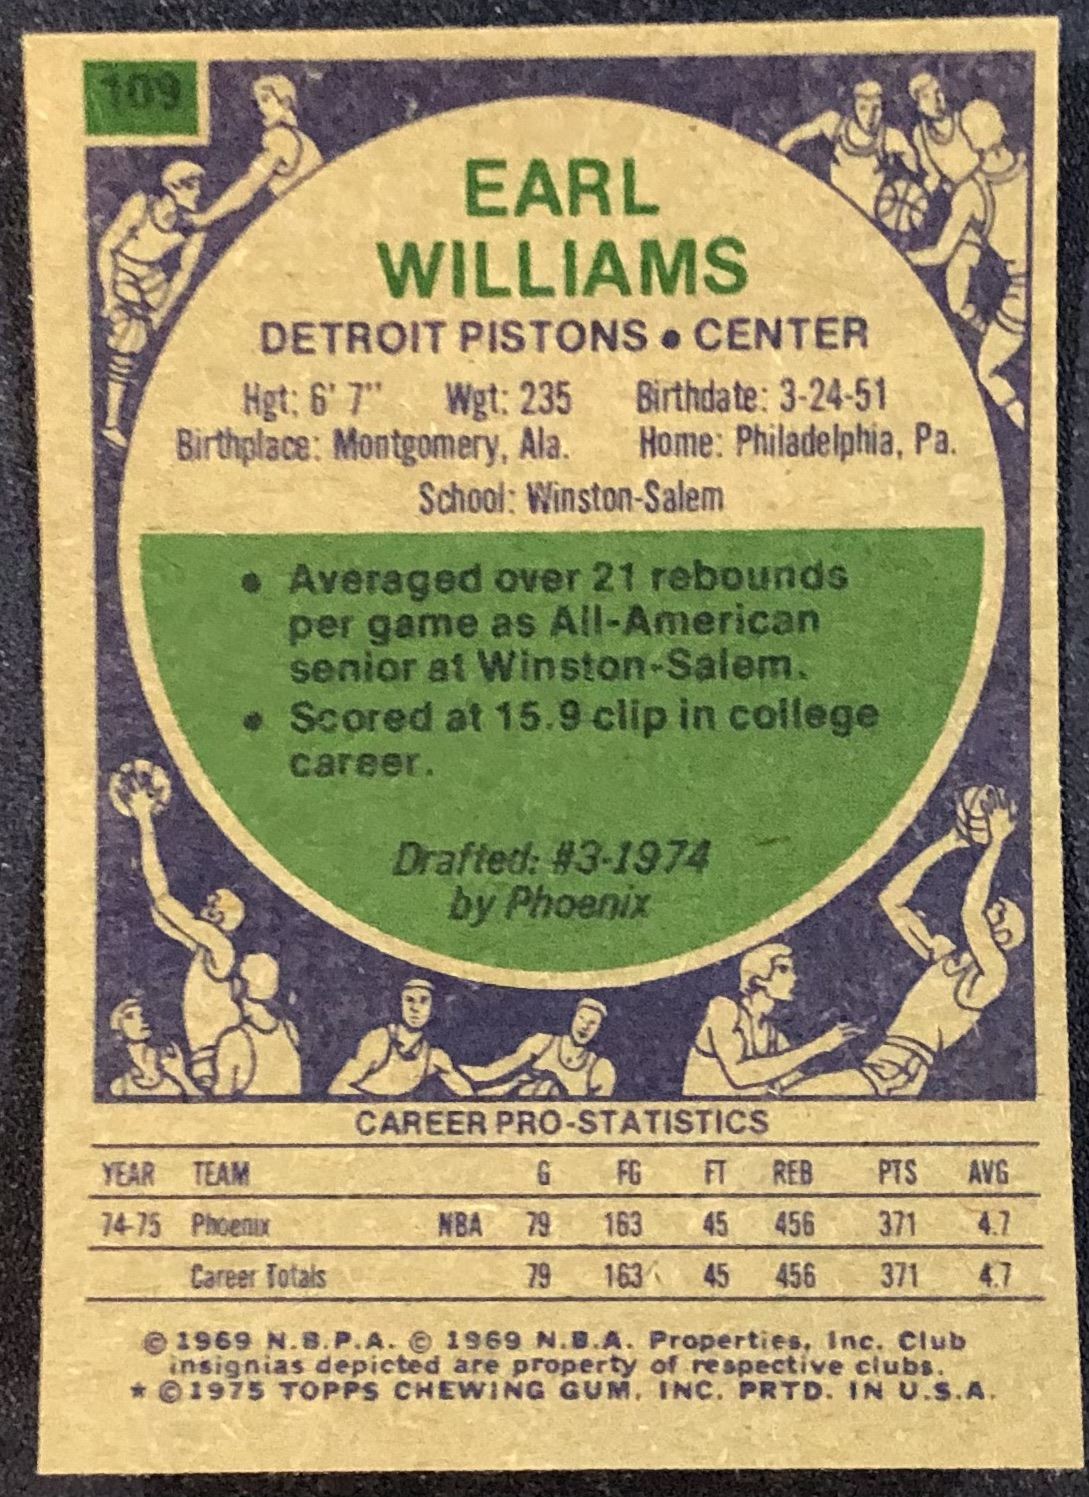 109
EARL
WILLIAMS
DETROIT PISTONS • CENTER
Hgt: 6' 7" Wgt: 235 Birthdate: 3-24-51
Birthplace: Montgomery, Ala. Home: Philadelphia, Pa.
School: Winston-Salem
• Averaged over 21 rebounds
per game as All-American
senior at Winston-Salem.
• Scored at 15.9 clip in college
career.
Drafted: #3-1974
by Phoenix
CAREER PRO-STATISTICS
YEAR TEAM G FG FT REB PTS AVG
74-75 Phoenix NBA 79 163 45 456 371 4.7
Career Totals 79 163 45 456 371 4.7
© 1969 N.B.P.A. © 1969 N.B.A. Properties, Inc. Club
insignias depicted are property of respective clubs.
* © 1975 TOPPS CHEWING GUM, INC. PRTD. IN U.S.A.